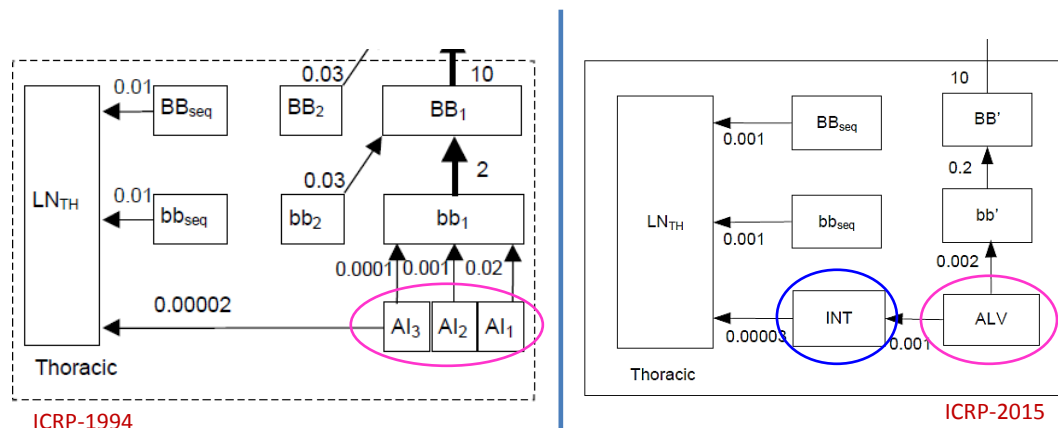 0.03
10
0.01
BBseq
BB2
BB1
0.03
2
LNTH
0.01
bbseq
bb2
bb1
0.0001
0.001
0.02
0.00002
AI3
AI2
AI1
Thoracic
ICRP-1994
10
BBseq
BB'
0.001
0.2
LNTH
bbseq
bb'
0.001
0.002
INT
ALV
0.00003
0.001
Thoracic
ICRP-2015